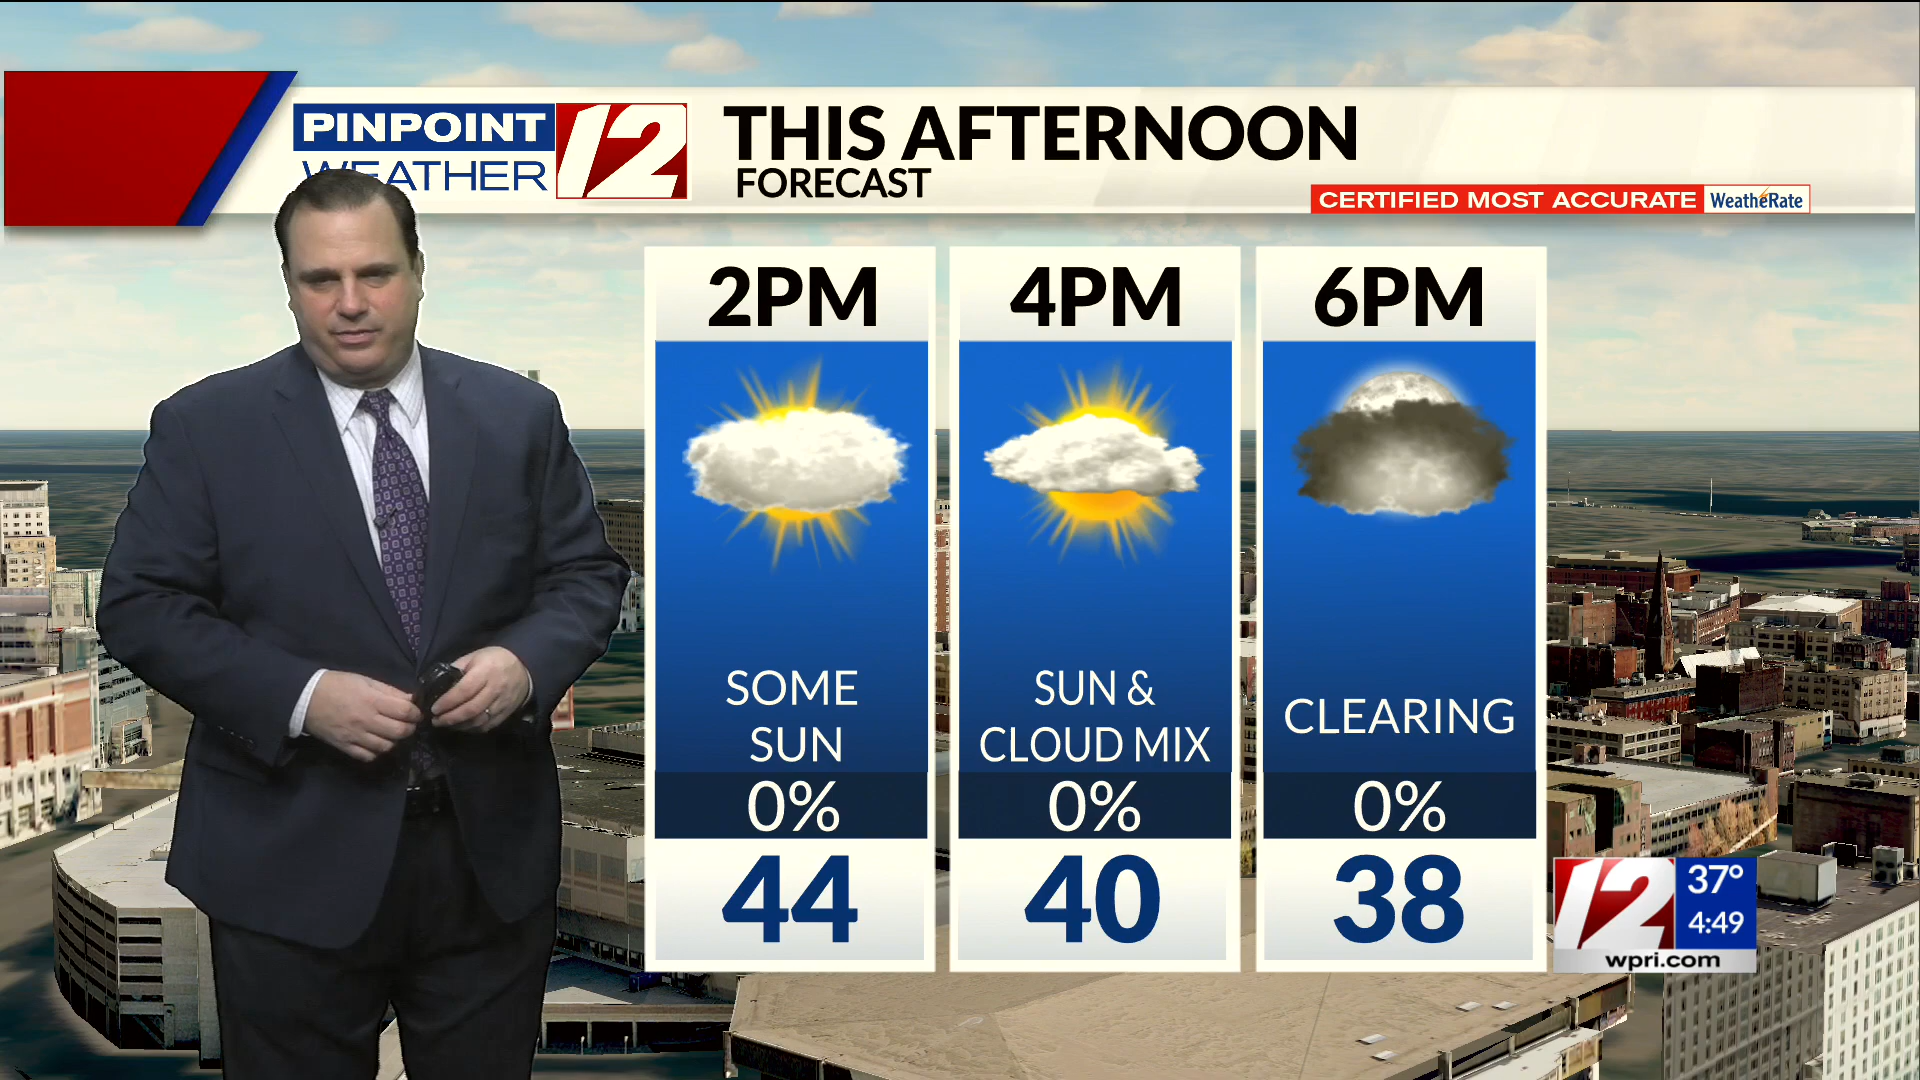 PINPOINT
WEATHER
12
THIS AFTERNOON
FORECAST
CERTIFIED MOST ACCURATE WeatheRate
2PM
SOME
SUN
0%
44
4PM
SUN &
CLOUD MIX
0%
40
6PM
CLEARING
0%
38
12
37°
4:49
wpri.com